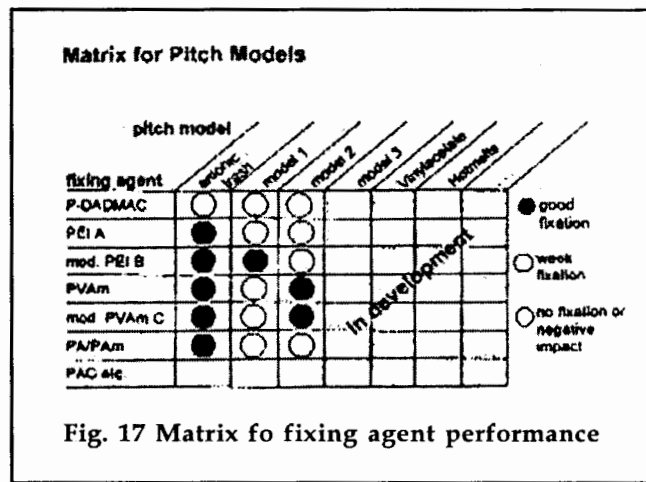 Matrix for Pitch Models
pitch model
fixing agent
anionic
trash
model 1
model 2
model 3
Vinylacetate
Hotmelts
P-DADMAC
PEI A
mod. PEI B
PVAm
mod PVAm C
PA/PAm
PAC etc
In development
good
fixation
weak
fixation
no fixation or
negative
impact
Fig. 17 Matrix fo fixing agent performance